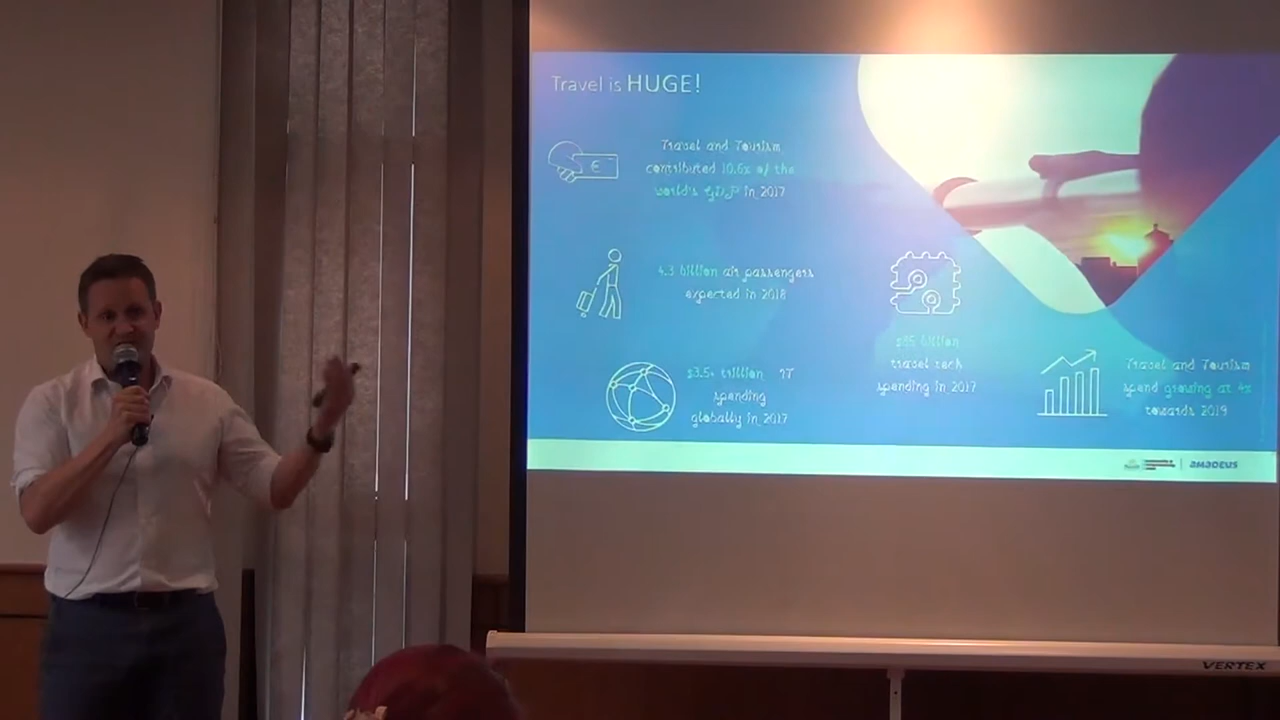 Travel is HUGE!
€
Travel and Tourism
contributed 10.6% of the
world's GDP in 2017
4.3 billion air passengers
expected in 2018
$3.5+ trillion IT
spending
globally in 2017
travel tech
spending in 2017
Travel and Tourism
spend growing at 4%
towards 2019
amadeus
VERTEX